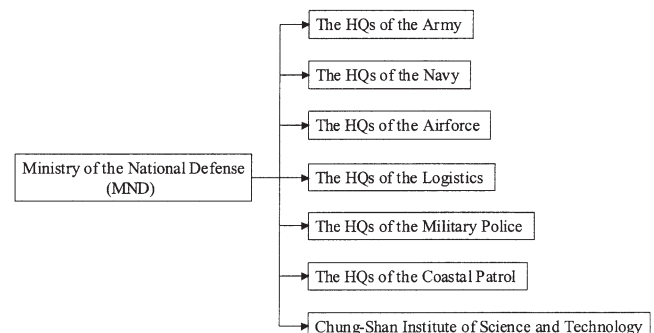 The HQs of the Army
The HQs of the Navy
The HQs of the Airforce
Ministry of the National Defense
(MND)
The HQs of the Logistics
The HQs of the Military Police
The HQs of the Coastal Patrol
Chung-Shan Institute of Science and Technology